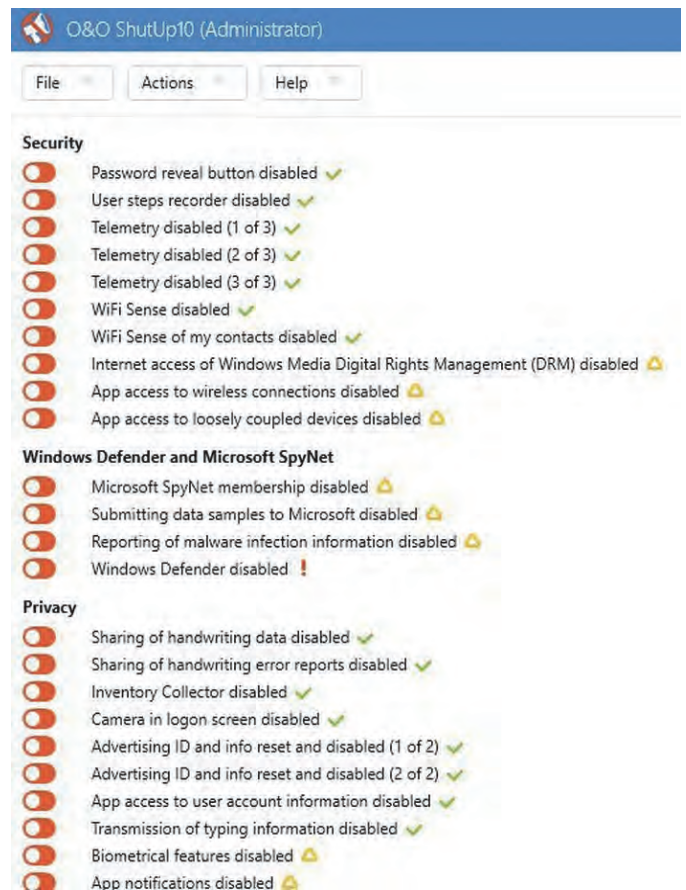 O&O ShutUp10 (Administrator)
File Actions Help
Security
Password reveal button disabled
User steps recorder disabled
Telemetry disabled (1 of 3)
Telemetry disabled (2 of 3)
Telemetry disabled (3 of 3)
WiFi Sense disabled
WiFi Sense of my contacts disabled
Internet access of Windows Media Digital Rights Management (DRM) disabled
App access to wireless connections disabled
App access to loosely coupled devices disabled
Windows Defender and Microsoft SpyNet
Microsoft SpyNet membership disabled
Submitting data samples to Microsoft disabled
Reporting of malware infection information disabled
Windows Defender disabled !
Privacy
Sharing of handwriting data disabled
Sharing of handwriting error reports disabled
Inventory Collector disabled
Camera in logon screen disabled
Advertising ID and info reset and disabled (1 of 2)
Advertising ID and info reset and disabled (2 of 2)
App access to user account information disabled
Transmission of typing information disabled
Biometrical features disabled
App notifications disabled